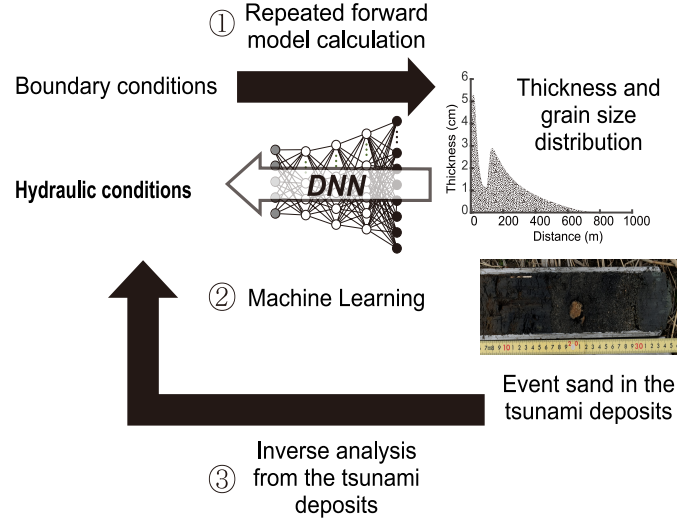 ① Repeated forward
model calculation
Boundary conditions
Thickness and
grain size
distribution
Thickness (cm)
6
5
4
3
2
1
0
0 200 400 600 800 1000
Distance (m)
DNN
Hydraulic conditions
② Machine Learning
Event sand in the
tsunami deposits
Inverse analysis
③ from the tsunami
deposits